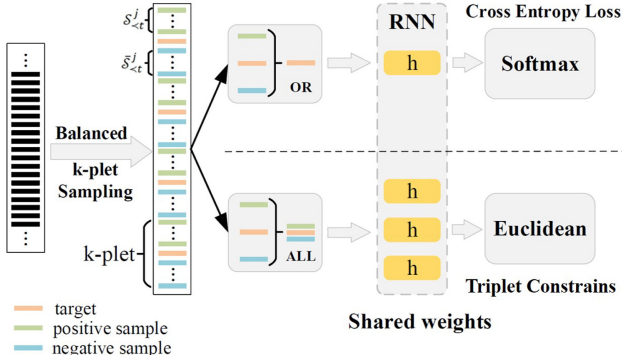 S^j_{≺t}
S̄^j_{≺t}
Balanced
k-plet
Sampling
k-plet
target
positive sample
negative sample
OR
ALL
RNN
h
h
h
h
Shared weights
Cross Entropy Loss
Softmax
Euclidean
Triplet Constrains